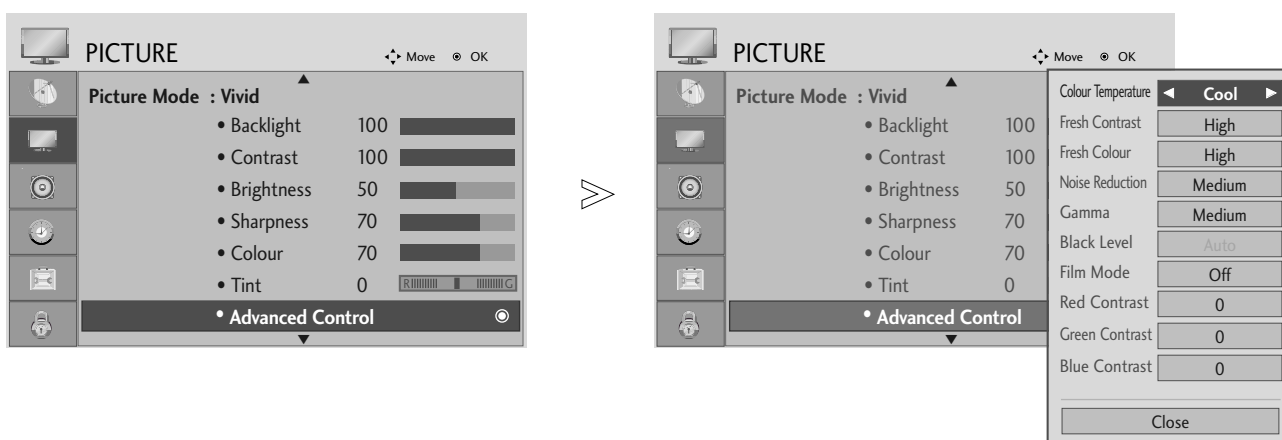 PICTURE
Move OK
Picture Mode : Vivid
• Backlight 100
• Contrast 100
• Brightness 50
• Sharpness 70
• Colour 70
• Tint 0 R G
• Advanced Control
PICTURE
Move OK
Picture Mode : Vivid
• Backlight 100
• Contrast 100
• Brightness 50
• Sharpness 70
• Colour 70
• Tint 0
• Advanced Control
Colour Temperature Cool
Fresh Contrast High
Fresh Colour High
Noise Reduction Medium
Gamma Medium
Black Level Auto
Film Mode Off
Red Contrast 0
Green Contrast 0
Blue Contrast 0
Close